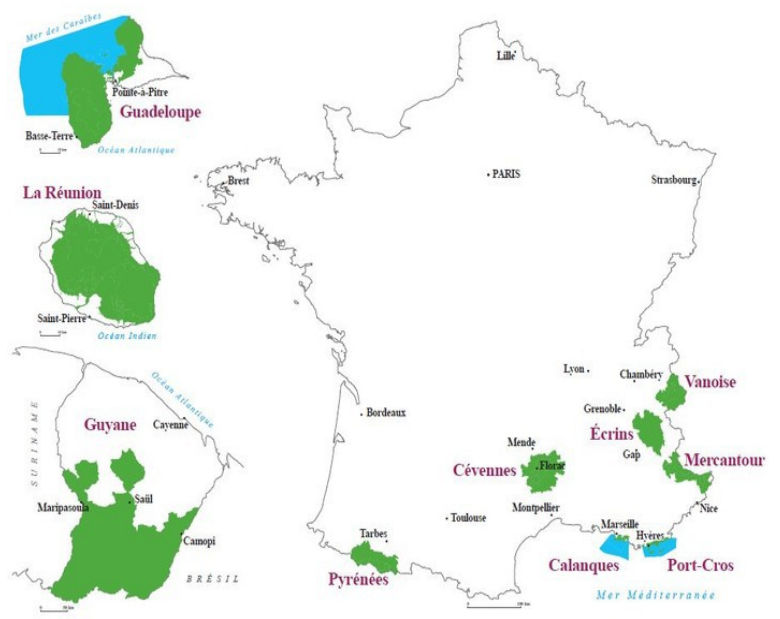 Mer des Caraïbes
Pointe-à-Pitre
Guadeloupe
Basse-Terre
Océan Atlantique
La Réunion
Saint-Denis
Saint-Pierre
Océan Indien
SURINAME
Océan Atlantique
Guyane
Cayenne
Maripasoula
Saül
Camopi
BRÉSIL
Lille
PARIS
Brest
Strasbourg
Lyon
Chambéry
Vanoise
Bordeaux
Grenoble
Écrins
Mende
Gap
Cévennes
Florac
Mercantour
Toulouse
Montpellier
Nice
Tarbes
Marseille
Hyères
Pyrénées
Calanques
Port-Cros
Mer Méditerranée